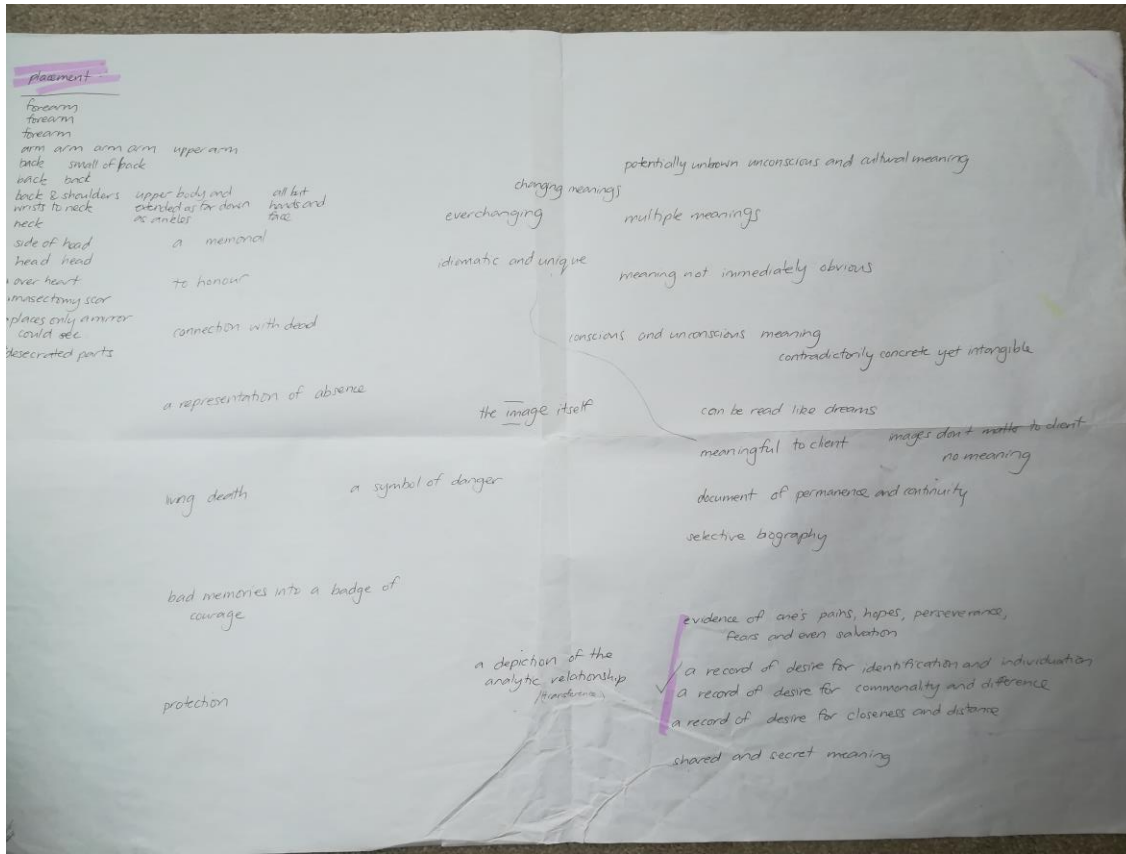 placement
forearm
forearm
forearm
arm arm arm arm upper arm
back small of back
back back
back & shoulders upper body and all but
wrists to neck extended as far down hands and
neck as ankles face
side of head
head head
over heart
masectomy scar
places only a mirror
could see
desecrated parts
a memorial
to honour
connection with dead
a representation of absence
living death
a symbol of danger
bad memories into a badge of
courage
protection
changing meanings
everchanging
idiomatic and unique
the image itself
a depiction of the
analytic relationship
/transference
potentially unknown unconscious and cultural meaning
multiple meanings
meaning not immediately obvious
conscious and unconscious meaning
contradictorily concrete yet intangible
can be read like dreams
meaningful to client images don't matter to client
no meaning
document of permanence and continuity
selective biography
evidence of one's pains, hopes, perseverance,
fears and even salvation
a record of desire for identification and individuation
a record of desire for commonality and difference
a record of desire for closeness and distance
shared and secret meaning